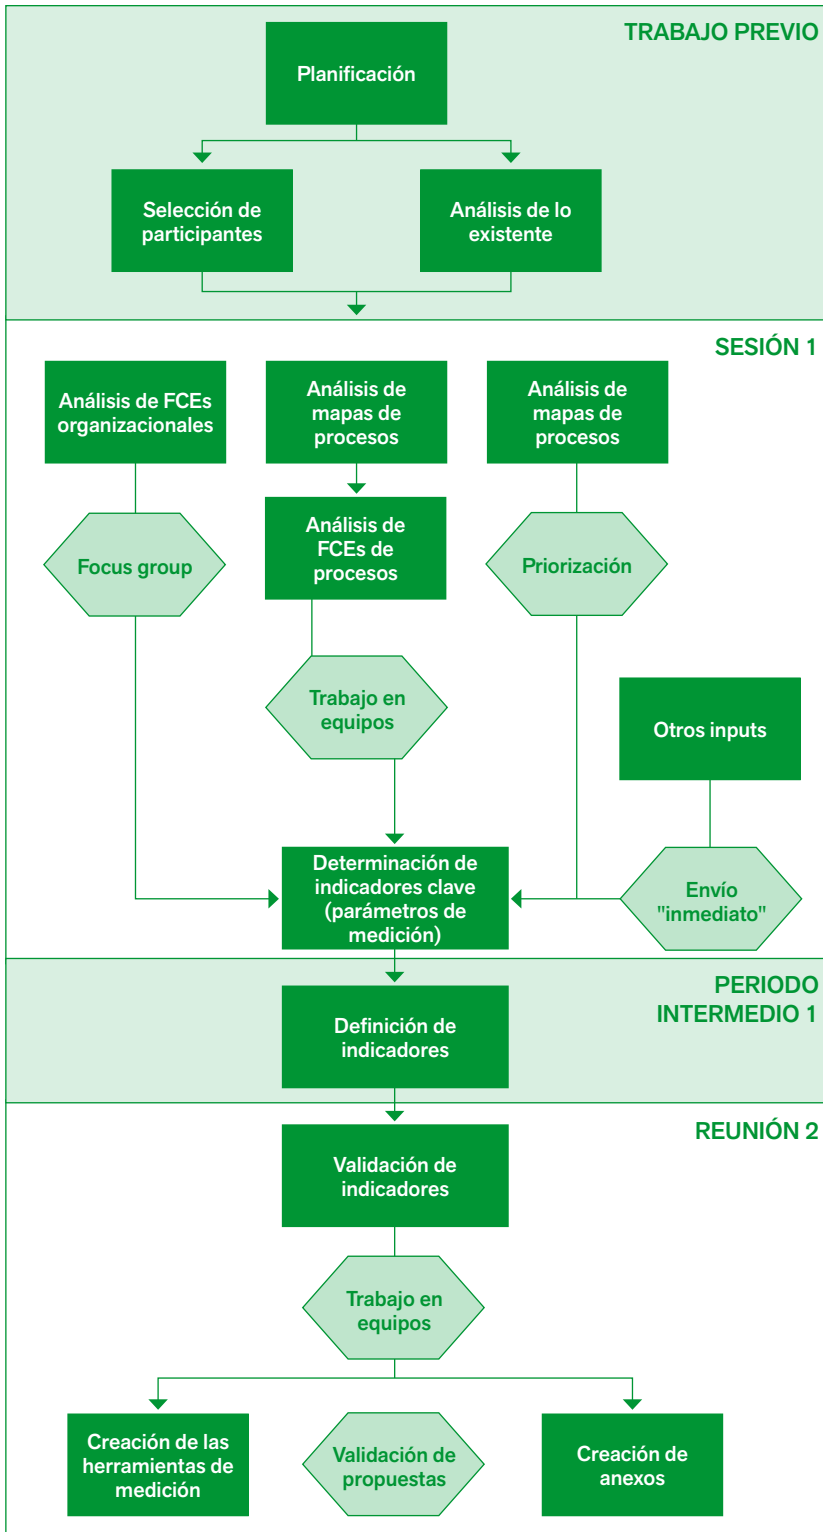 TRABAJO PREVIO
Planificación
Selección de
participantes
Análisis de lo
existente
SESIÓN 1
Análisis de FCEs
organizacionales
Análisis de
mapas de
procesos
Análisis de
mapas de
procesos
Análisis de
FCEs de
procesos
Focus group
Priorización
Trabajo en
equipos
Otros inputs
Determinación de
indicadores clave
(parámetros de
medición)
Envío
"inmediato"
PERIODO
INTERMEDIO 1
Definición de
indicadores
REUNIÓN 2
Validación de
indicadores
Trabajo en
equipos
Creación de las
herramientas de
medición
Validación de
propuestas
Creación de
anexos